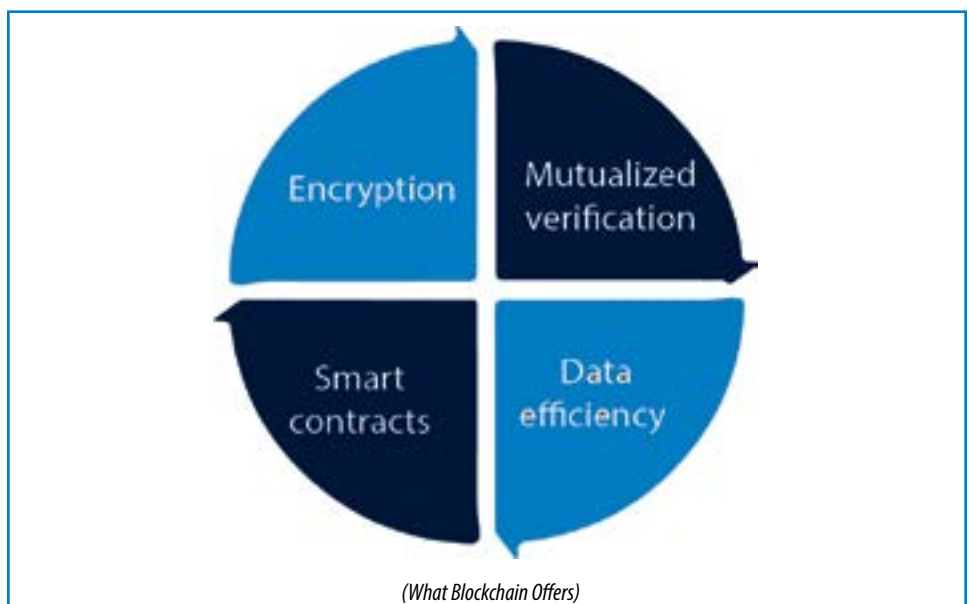 Encryption
Mutualized
verification
Smart
contracts
Data
efficiency
(What Blockchain Offers)